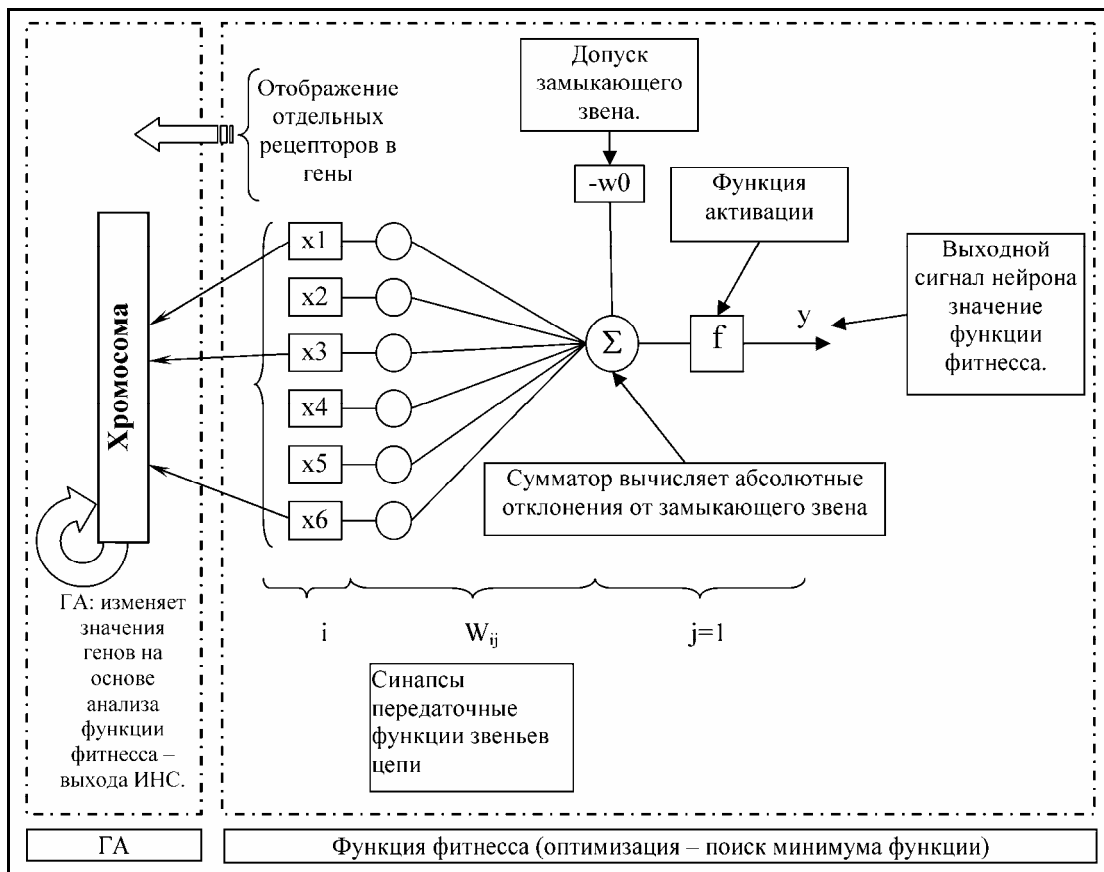 Допуск
замыкающего
звена.
Отображение
отдельных
рецепторов в
гены
-w0
Функция
активации
Хромосома
x1
x2
x3
x4
x5
x6
Σ
f
y
Выходной
сигнал нейрона
значение
функции
фитнесса.
Сумматор вычисляет абсолютные
отклонения от замыкающего звена
ГА: изменяет
значения
генов на
основе
анализа
функции
фитнесса –
выхода ИНС.
i
Wij
j=1
Синапсы
передаточные
функции звеньев
цепи
ГА
Функция фитнесса (оптимизация – поиск минимума функции)